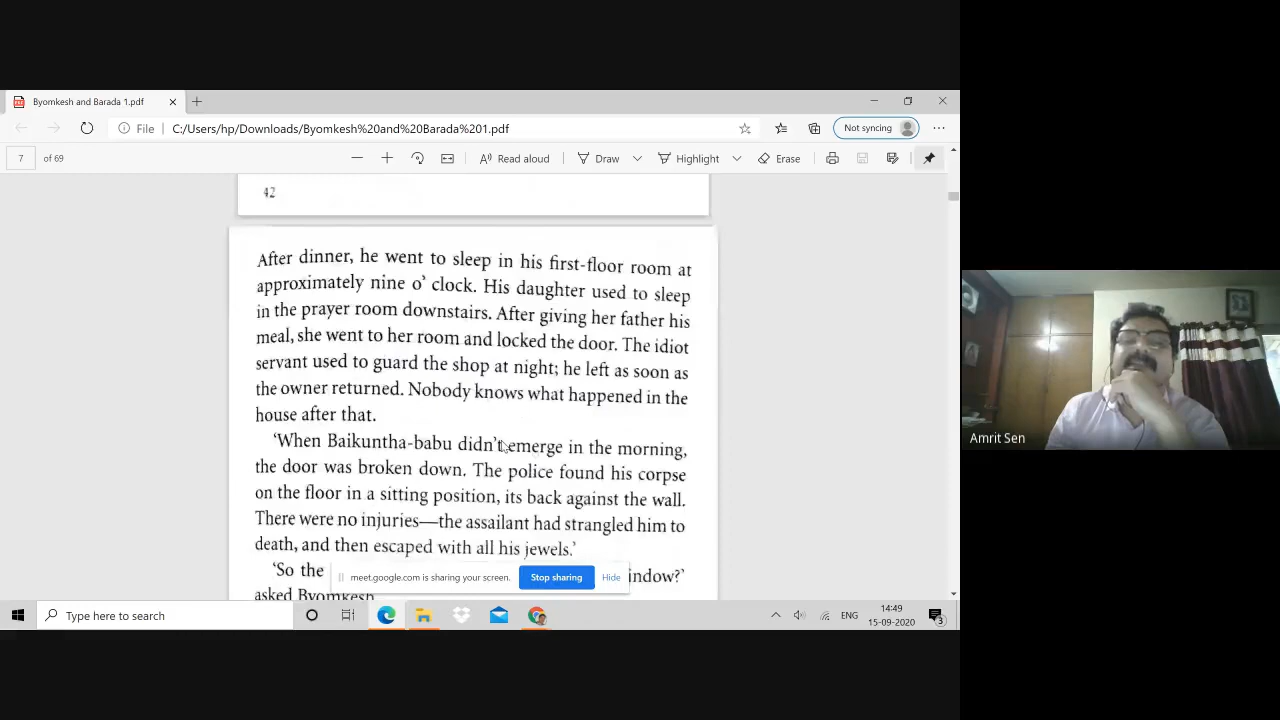 Byomkesh and Barada 1.pdf
File C:/Users/hp/Downloads/Byomkesh%20and%20Barada%201.pdf Not syncing
7 of 69 Read aloud Draw Highlight Erase
42
After dinner, he went to sleep in his first-floor room at
approximately nine o' clock. His daughter used to sleep
in the prayer room downstairs. After giving her father his
meal, she went to her room and locked the door. The idiot
servant used to guard the shop at night; he left as soon as
the owner returned. Nobody knows what happened in the
house after that.
'When Baikuntha-babu didn't emerge in the morning,
the door was broken down. The police found his corpse
on the floor in a sitting position, its back against the wall.
There were no injuries—the assailant had strangled him to
death, and then escaped with all his jewels.'
'So the indow?'
asked Byomkesh
meet.google.com is sharing your screen. Stop sharing Hide
Type here to search
ENG
14:49
15-09-2020
3
Amrit Sen